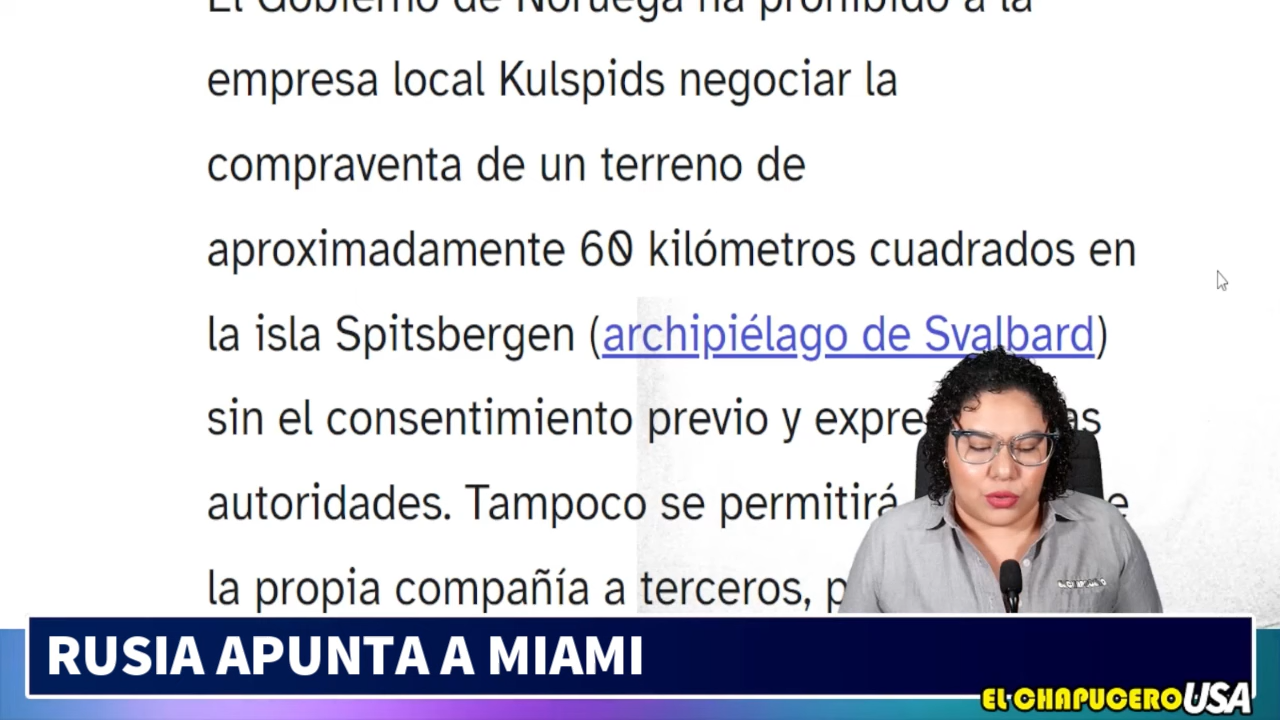 El Gobierno de Noruega ha prohibido a la
empresa local Kulspids negociar la
compraventa de un terreno de
aproximadamente 60 kilómetros cuadrados en
la isla Spitsbergen (archipiélago de Svalbard)
sin el consentimiento previo y
autoridades. Tampoco se permitirá
la propia compañía a terceros,
RUSIA APUNTA A MIAMI
EL CHAPUCERO USA